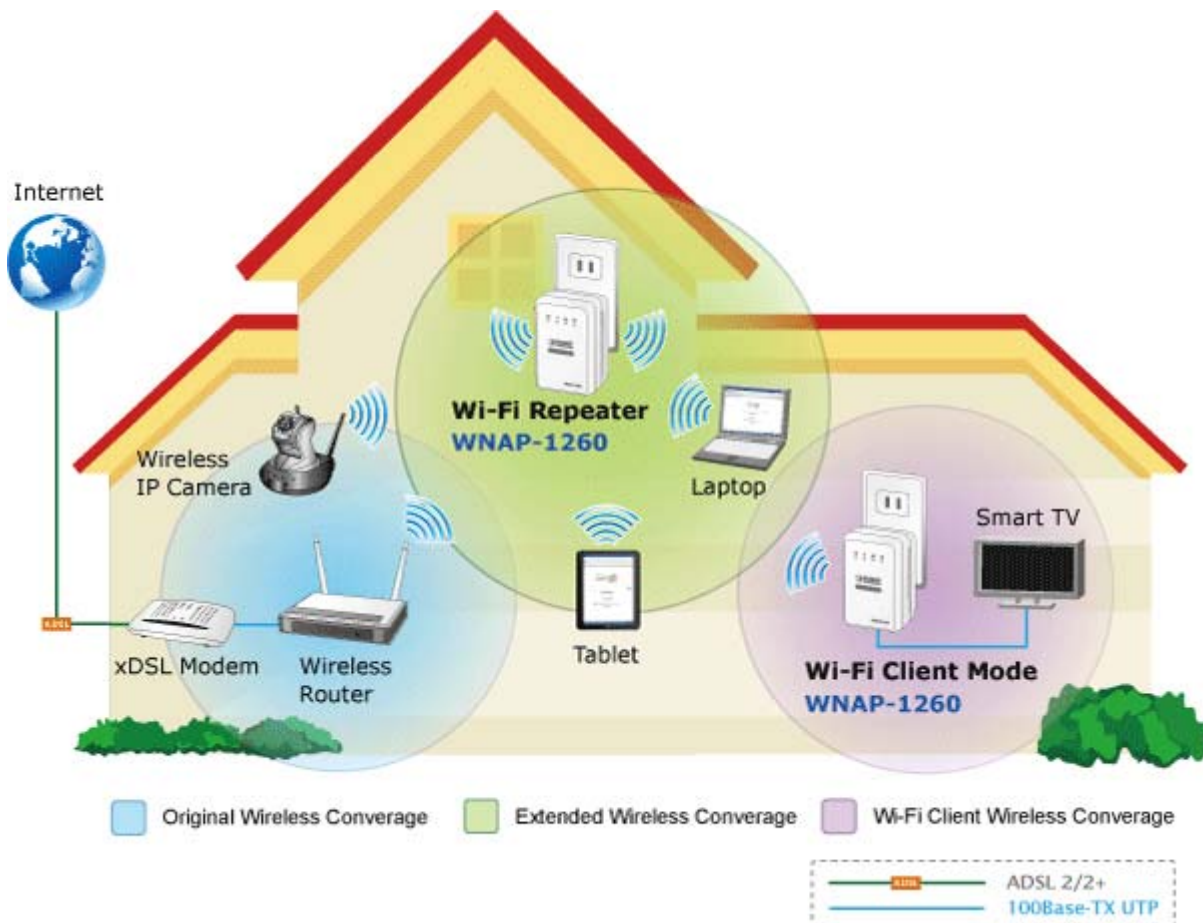 Internet
Wi-Fi Repeater
WNAP-1260
Wireless
IP Camera
Laptop
Smart TV
ADSL
xDSL Modem
Wireless
Router
Tablet
Wi-Fi Client Mode
WNAP-1260
Original Wireless Converage
Extended Wireless Converage
Wi-Fi Client Wireless Converage
ADSL
ADSL 2/2+
100Base-TX UTP